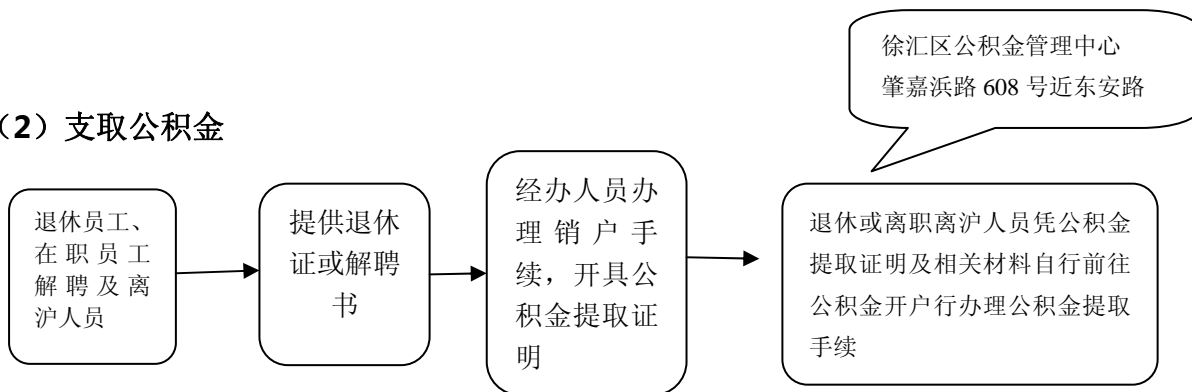 徐汇区公积金管理中心
肇嘉浜路 608 号近东安路
（2）支取公积金
退休员工、
在职员工
解聘及离
沪人员
提供退休
证或解聘
书
经办人员办
理销户手
续，开具公
积金提取证
明
退休或离职离沪人员凭公积金
提取证明及相关材料自行前往
公积金开户行办理公积金提取
手续